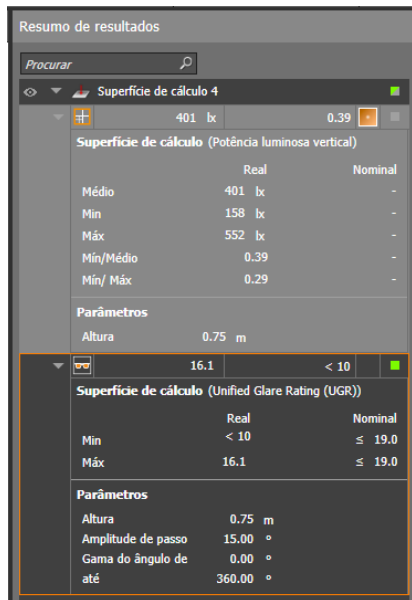 Resumo de resultados
Procurar
Superfície de cálculo 4
401 lx 0.39
Superfície de cálculo (Potência luminosa vertical)
Real Nominal
Médio 401 lx -
Min 158 lx -
Máx 552 lx -
Mín/Médio 0.39 -
Mín/ Máx 0.29 -
Parâmetros
Altura 0.75 m
16.1 < 10
Superfície de cálculo (Unified Glare Rating (UGR))
Real Nominal
Min < 10 ≤ 19.0
Máx 16.1 ≤ 19.0
Parâmetros
Altura 0.75 m
Amplitude de passo 15.00 °
Gama do ângulo de 0.00 °
até 360.00 °